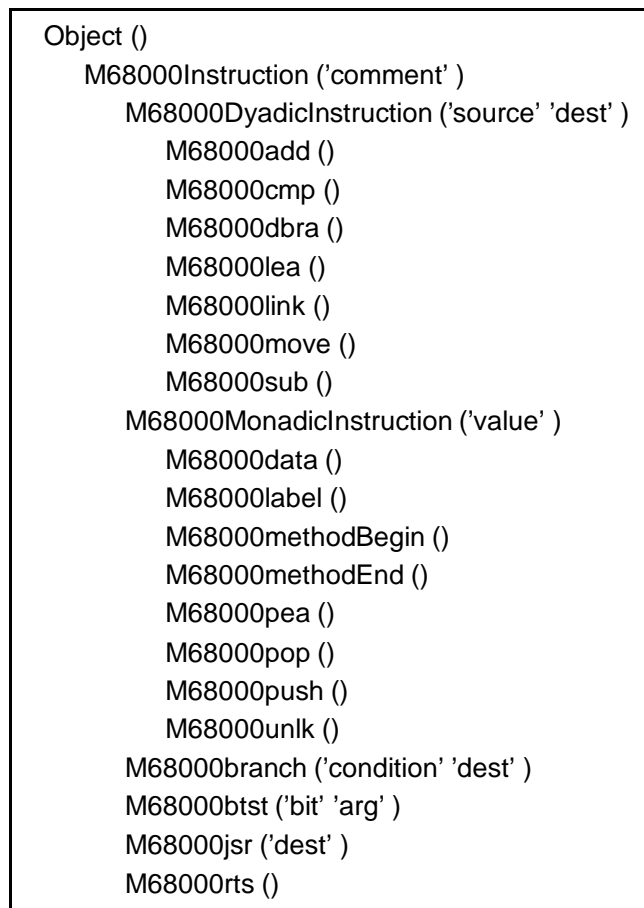 Object ()
M68000Instruction (’comment’ )
M68000DyadicInstruction (’source’ ’dest’ )
M68000add ()
M68000cmp ()
M68000dbra ()
M68000lea ()
M68000link ()
M68000move ()
M68000sub ()
M68000MonadicInstruction (’value’ )
M68000data ()
M68000label ()
M68000methodBegin ()
M68000methodEnd ()
M68000pea ()
M68000pop ()
M68000push ()
M68000unlk ()
M68000branch (’condition’ ’dest’ )
M68000btst (’bit’ ’arg’ )
M68000jsr (’dest’ )
M68000rts ()